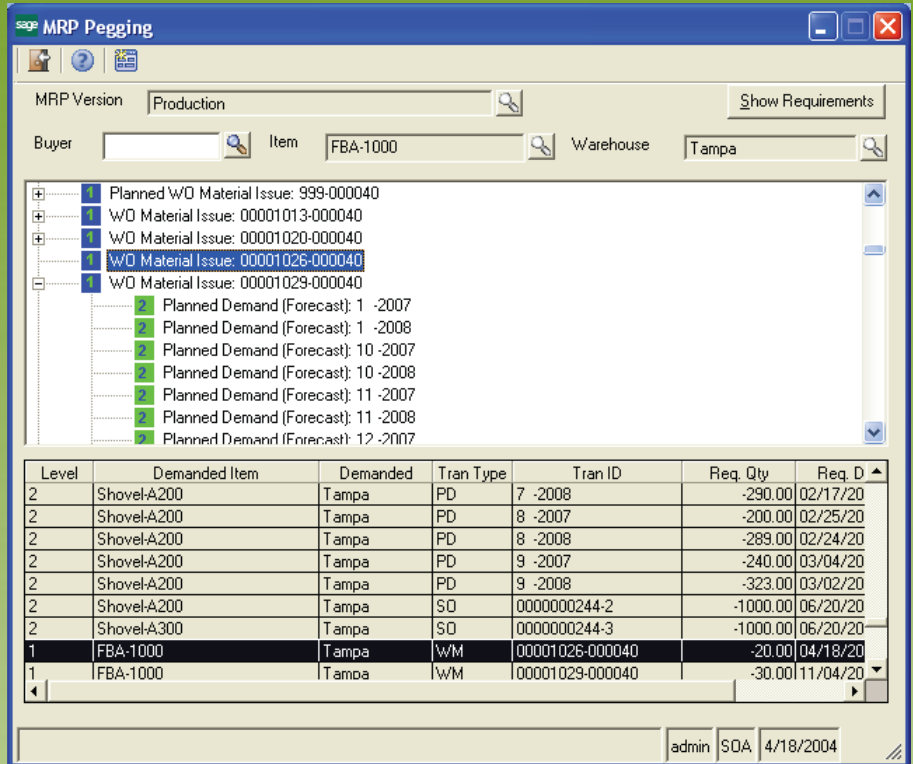 sage MRP Pegging
MRP Version Production Show Requirements
Buyer Item FBA-1000 Warehouse Tampa
1 Planned WO Material Issue: 999-000040
1 WO Material Issue: 00001013-000040
1 WO Material Issue: 00001020-000040
1 WO Material Issue: 00001026-000040
1 WO Material Issue: 00001029-000040
2 Planned Demand (Forecast): 1 -2007
2 Planned Demand (Forecast): 1 -2008
2 Planned Demand (Forecast): 10 -2007
2 Planned Demand (Forecast): 10 -2008
2 Planned Demand (Forecast): 11 -2007
2 Planned Demand (Forecast): 11 -2008
2 Planned Demand (Forecast): 12 -2007
Level Demanded Item Demanded Tran Type Tran ID Req. Qty Req. D
2 Shovel-A200 Tampa PD 7 -2008 -290.00 02/17/20
2 Shovel-A200 Tampa PD 8 -2007 -200.00 02/25/20
2 Shovel-A200 Tampa PD 8 -2008 -289.00 02/24/20
2 Shovel-A200 Tampa PD 9 -2007 -240.00 03/04/20
2 Shovel-A200 Tampa PD 9 -2008 -323.00 03/02/20
2 Shovel-A200 Tampa SO 0000000244-2 -1000.00 06/20/20
2 Shovel-A300 Tampa SO 0000000244-3 -1000.00 06/20/20
1 FBA-1000 Tampa WM 00001026-000040 -20.00 04/18/20
1 FBA-1000 Tampa WM 00001029-000040 -30.00 11/04/20
admin SOA 4/18/2004